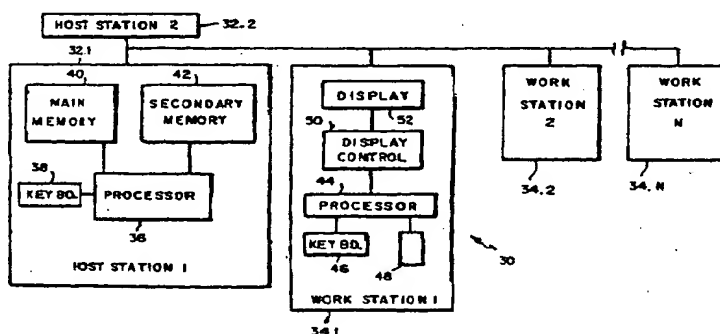 HOST STATION 2
32.2
32.1
40
42
MAIN MEMORY
SECONDARY MEMORY
38
KEY BD.
PROCESSOR
36
HOST STATION 1
DISPLAY
50
52
DISPLAY CONTROL
44
PROCESSOR
KEY BD.
46
48
WORK STATION 1
34.1
30
WORK STATION 2
34.2
WORK STATION N
34.N